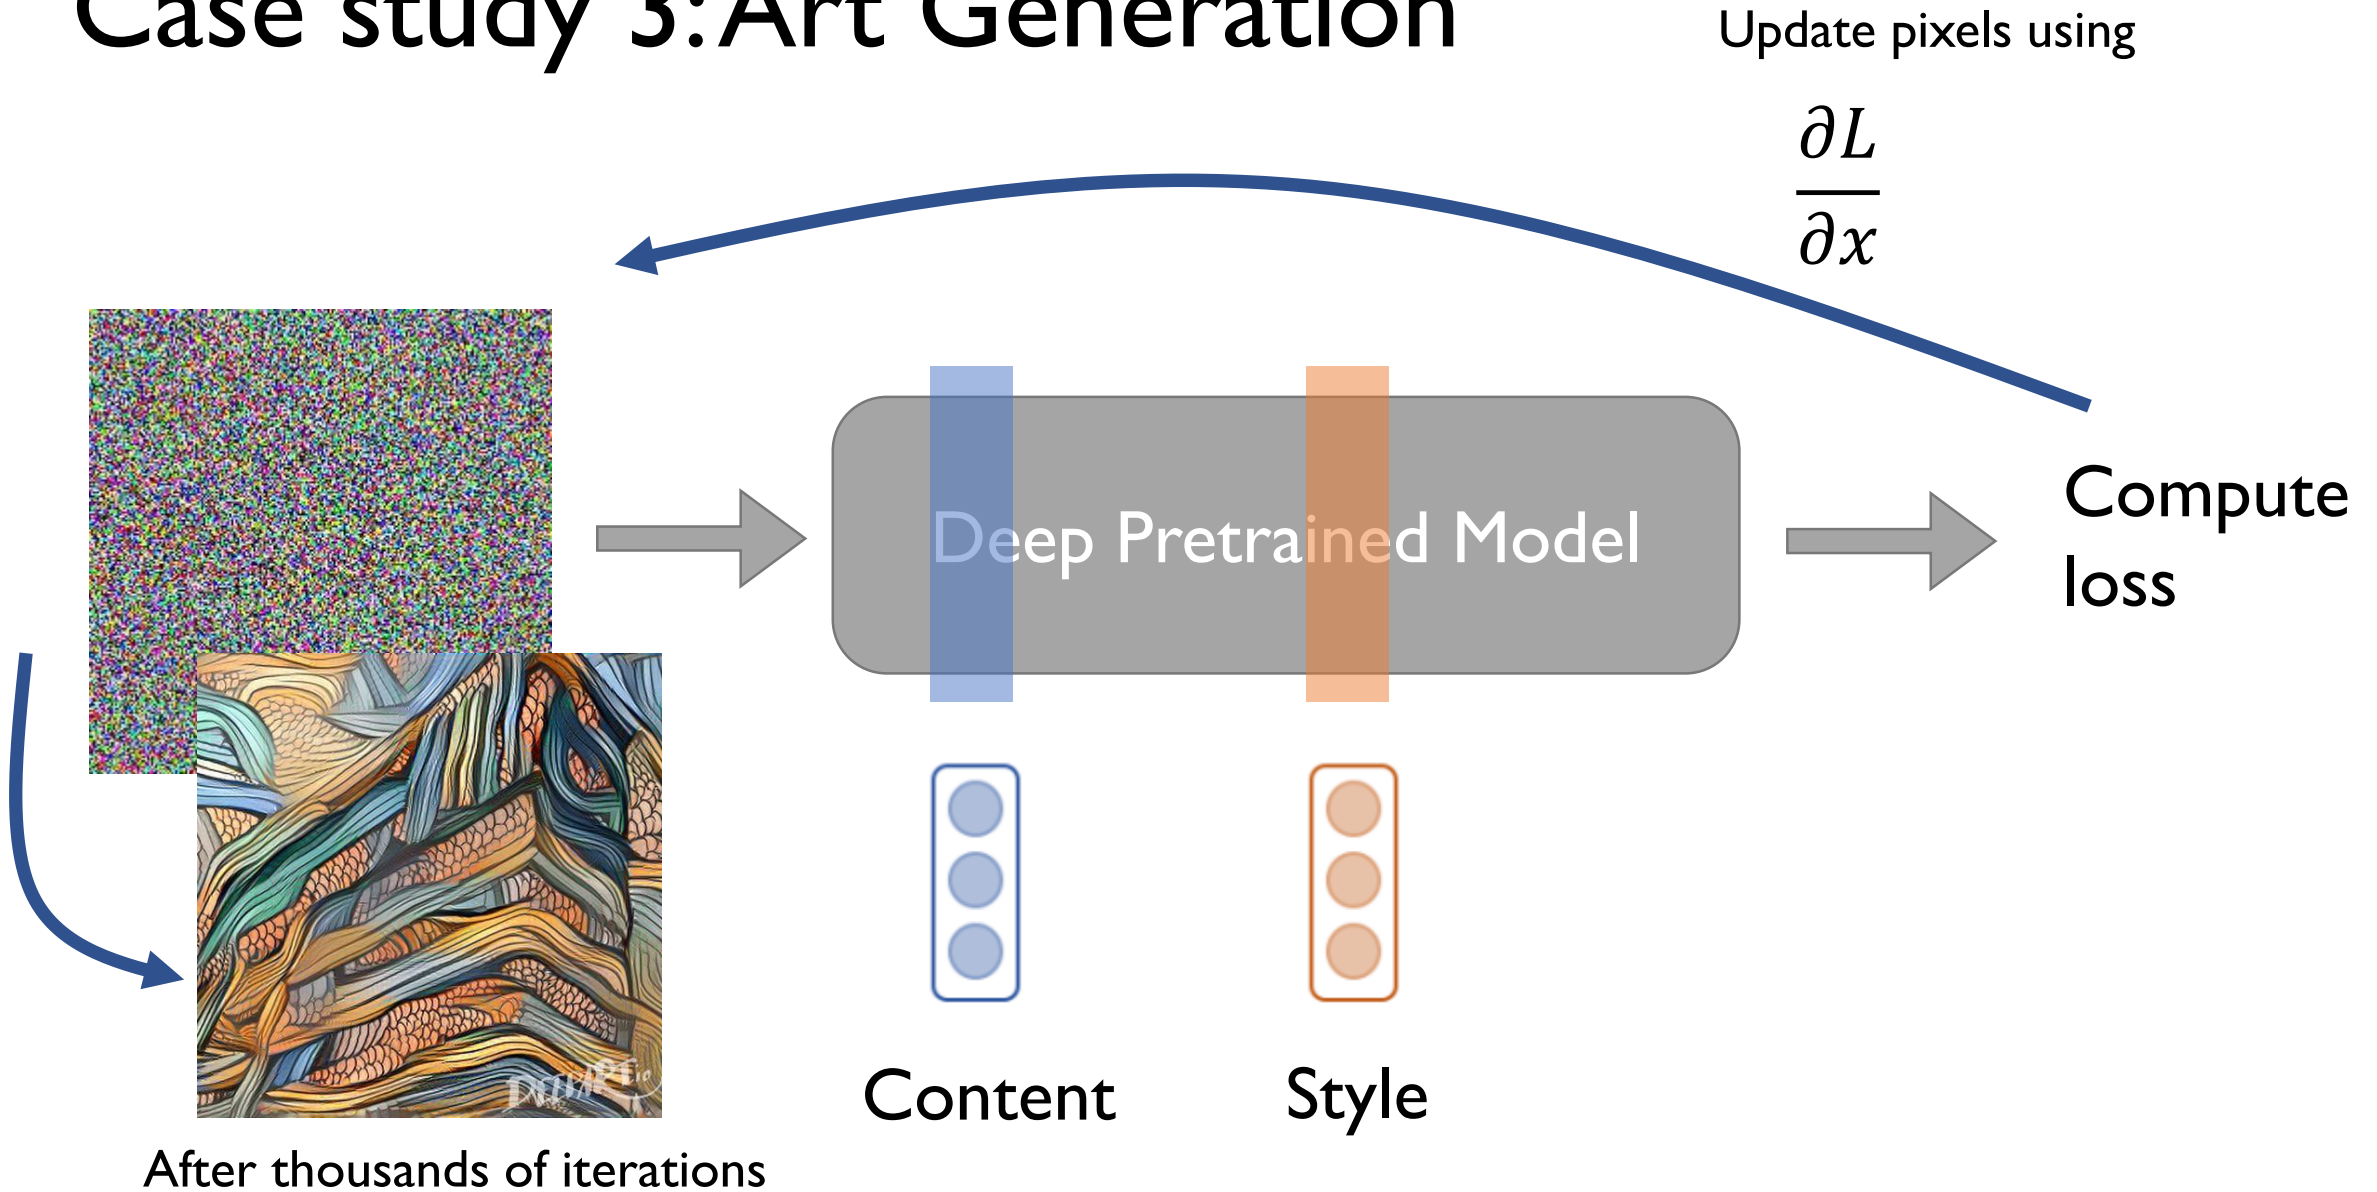 Case study 3: Art Generation
Update pixels using
∂L
∂x
Deep Pretrained Model
Compute
loss
Content
Style
After thousands of iterations